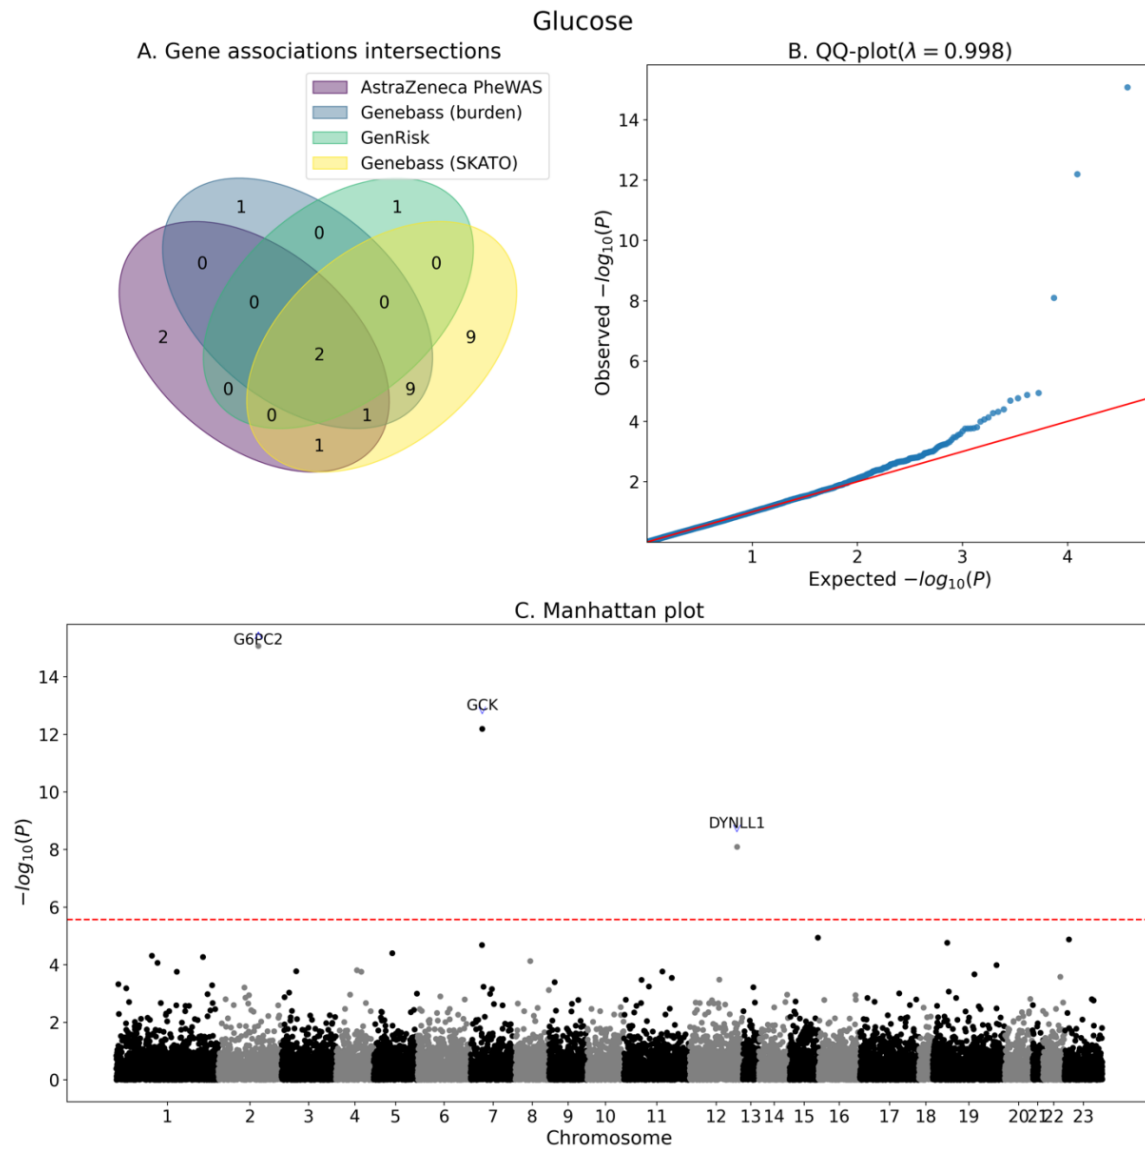 Glucose
A. Gene associations intersections
AstraZeneca PheWAS
Genebass (burden)
GenRisk
Genebass (SKATO)
1
1
0
0
0
0
0
2
9
2
0
9
0
1
1
B. QQ-plot(λ = 0.998)
Observed −log10(P)
14
12
10
8
6
4
2
1 2 3 4
Expected −log10(P)
C. Manhattan plot
G6PC2
GCK
DYNLL1
−log10(P)
14
12
10
8
6
4
2
0
1 2 3 4 5 6 7 8 9 10 11 12 13 14 15 16 17 18 19 20 21 22 23
Chromosome